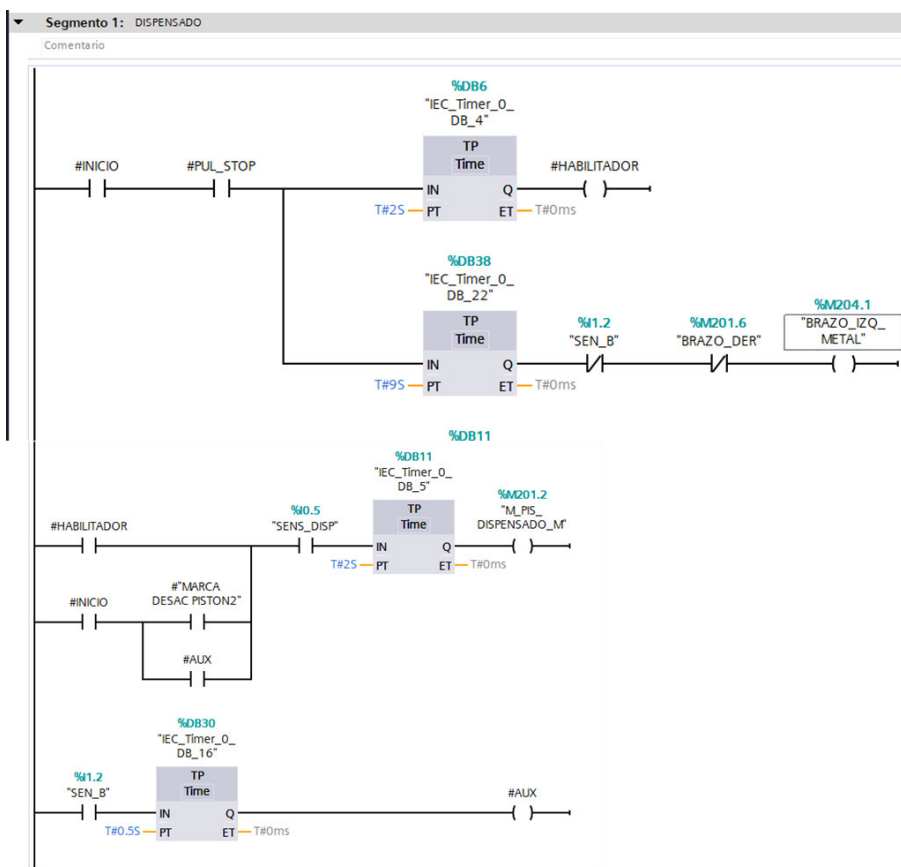 Segmento 1: DISPENSADO
Comentario
%DB6
"IEC_Timer_0_
DB_4"
TP
Time
#INICIO
#PUL_STOP
#HABILITADOR
IN
Q
T#2S
PT
ET
T#0ms
%DB38
"IEC_Timer_0_
DB_22"
TP
Time
%I1.2
"SEN_B"
%M201.6
"BRAZO_DER"
%M204.1
"BRAZO_IZQ_
METAL"
IN
Q
T#9S
PT
ET
T#0ms
%DB11
%DB11
"IEC_Timer_0_
DB_5"
TP
Time
#HABILITADOR
%I0.5
"SENS_DISP"
%M201.2
"M_PIS_
DISPENSADO_M"
IN
Q
T#2S
PT
ET
T#0ms
#INICIO
#"MARCA
DESAC PISTON2"
#AUX
%DB30
"IEC_Timer_0_
DB_16"
TP
Time
%I1.2
"SEN_B"
#AUX
IN
Q
T#0.5S
PT
ET
T#0ms